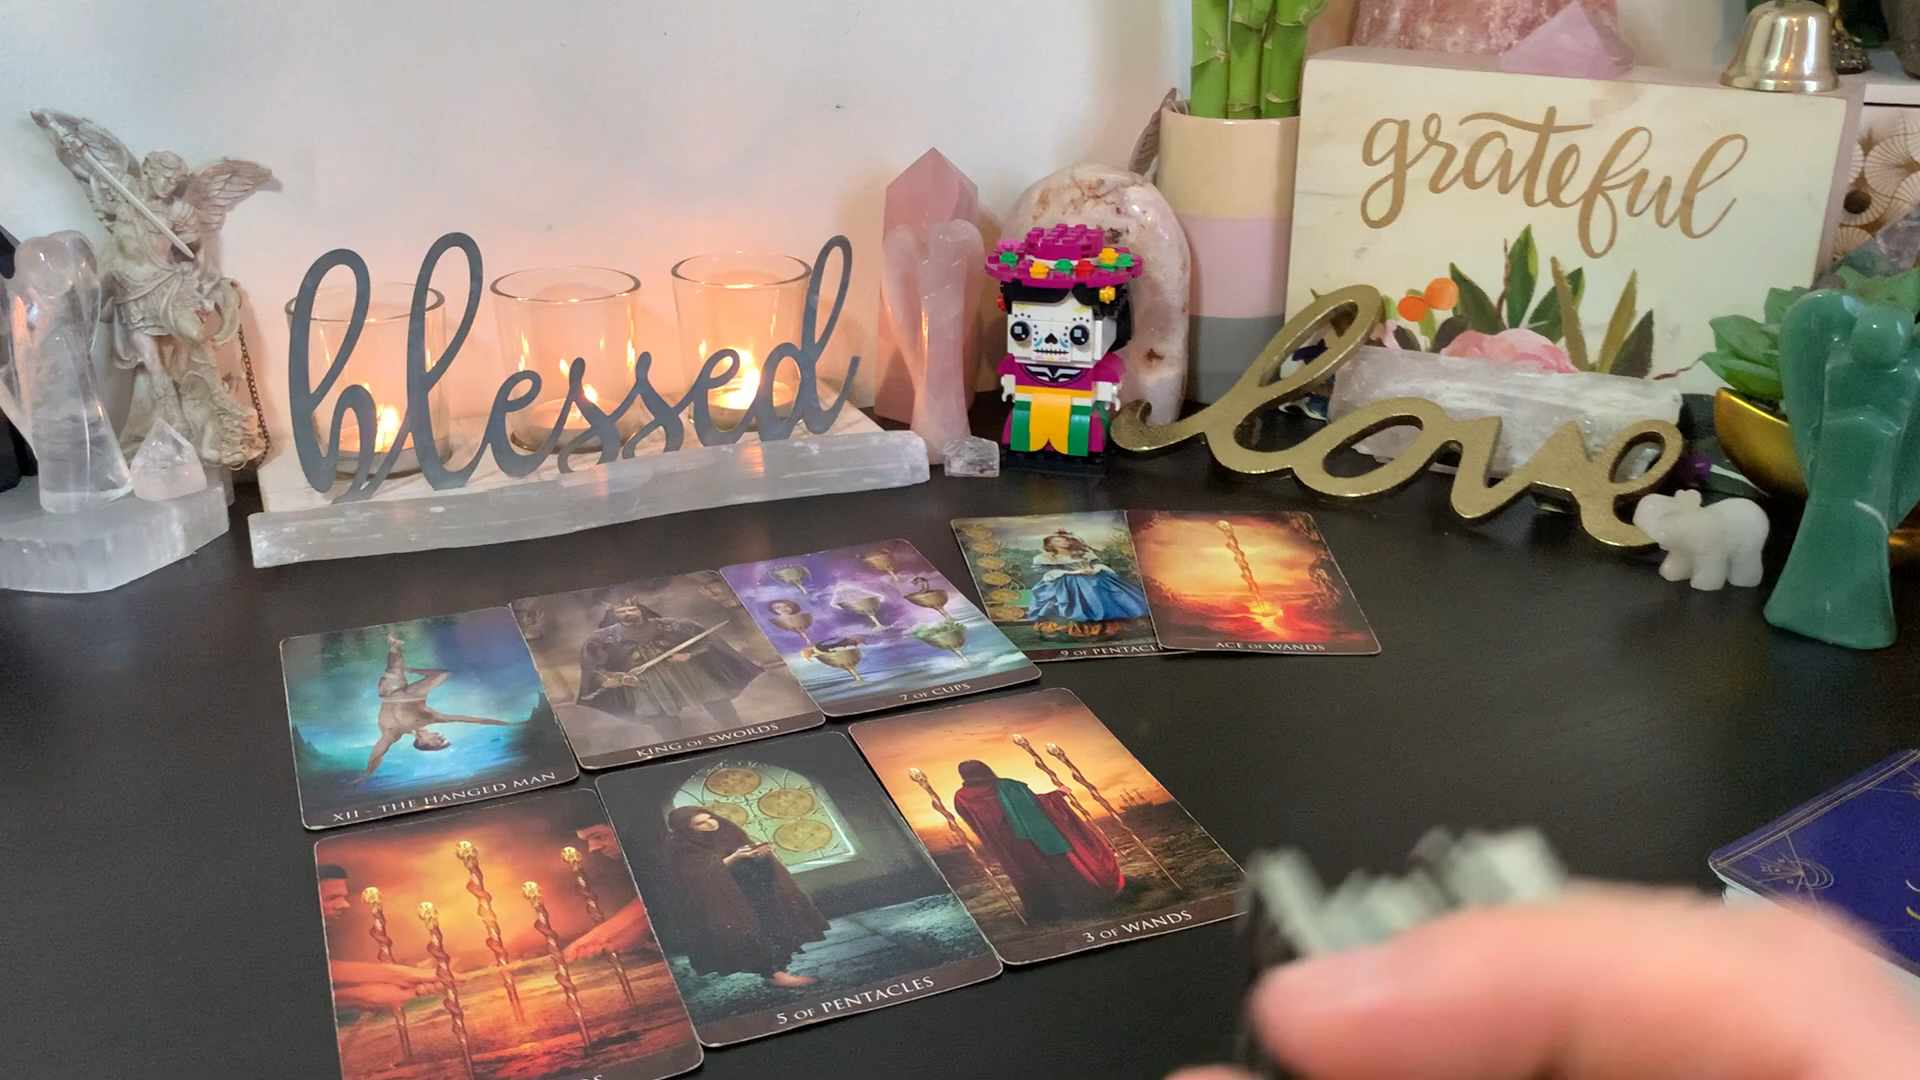 grateful
blessed
love
9 OF PENTACL
ACE OF WANDS
XII - THE HANGED MAN
KING OF SWORDS
7 OF CUPS
5 OF PENTACLES
3 OF WANDS